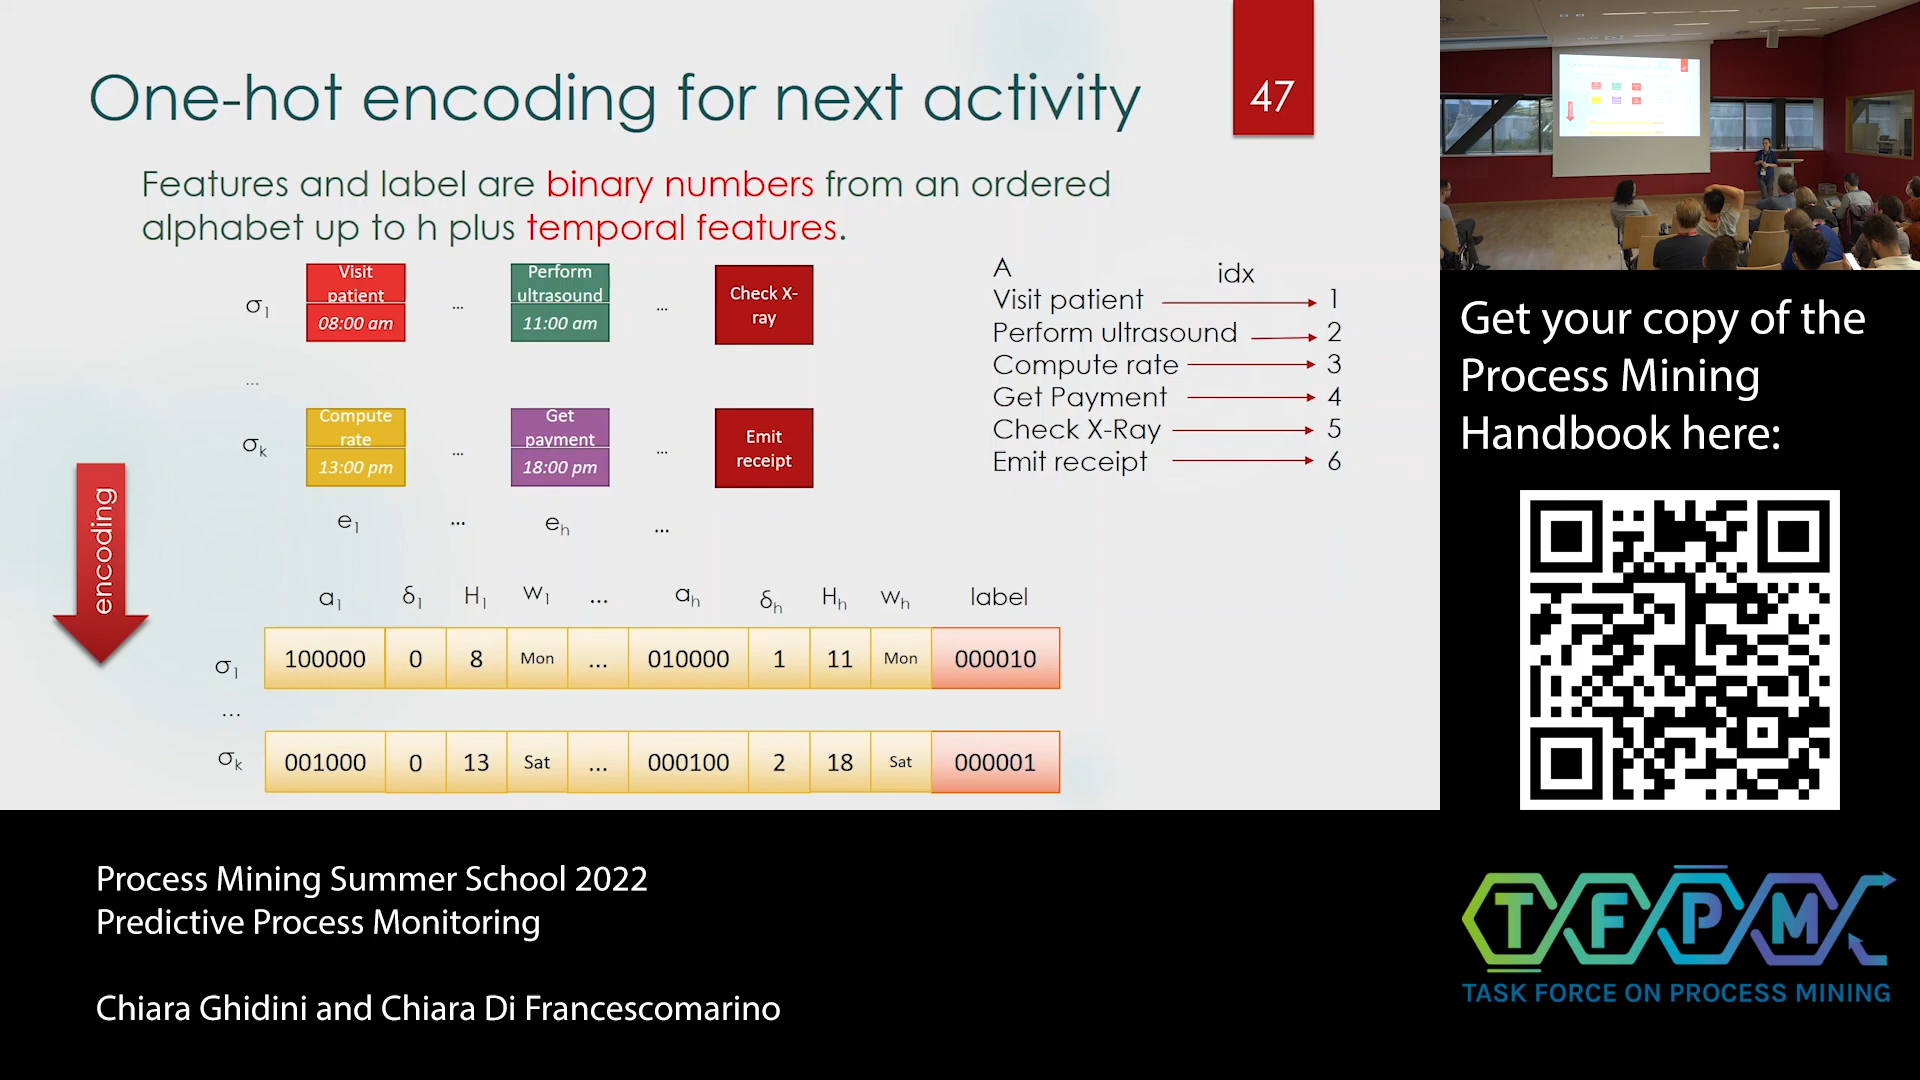 One-hot encoding for next activity
47
Features and label are binary numbers from an ordered
alphabet up to h plus temporal features.
σ1
Visit
patient
08:00 am
...
Perform
ultrasound
11:00 am
...
Check X-
ray
...
σk
Compute
rate
13:00 pm
...
Get
payment
18:00 pm
...
Emit
receipt
e1 ... eh ...
A idx
Visit patient 1
Perform ultrasound 2
Compute rate 3
Get Payment 4
Check X-Ray 5
Emit receipt 6
encoding
a1 δ1 H1 w1 ... ah δh Hh wh label
σ1 100000 0 8 Mon ... 010000 1 11 Mon 000010
...
σk 001000 0 13 Sat ... 000100 2 18 Sat 000001
Get your copy of the
Process Mining
Handbook here:
Process Mining Summer School 2022
Predictive Process Monitoring
Chiara Ghidini and Chiara Di Francescomarino
TFPM
TASK FORCE ON PROCESS MINING